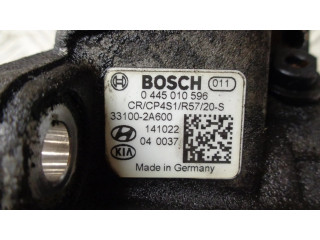 BOSCH 011
0 445 010 596
CR/CP4S1/R57/20-S
33100-2A600
141022
04 0037
KIA
Made in Germany